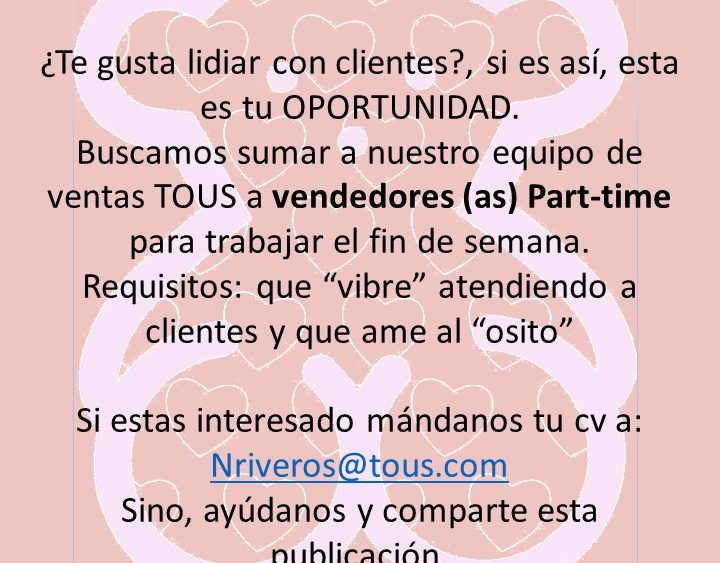 ¿Te gusta lidiar con clientes?, si es así, esta
es tu OPORTUNIDAD.
Buscamos sumar a nuestro equipo de
ventas TOUS a vendedores (as) Part-time
para trabajar el fin de semana.
Requisitos: que “vibre” atendiendo a
clientes y que ame al “osito”
Si estas interesado mándanos tu cv a:
Nriveros@tous.com
Sino, ayúdanos y comparte esta
publicación.